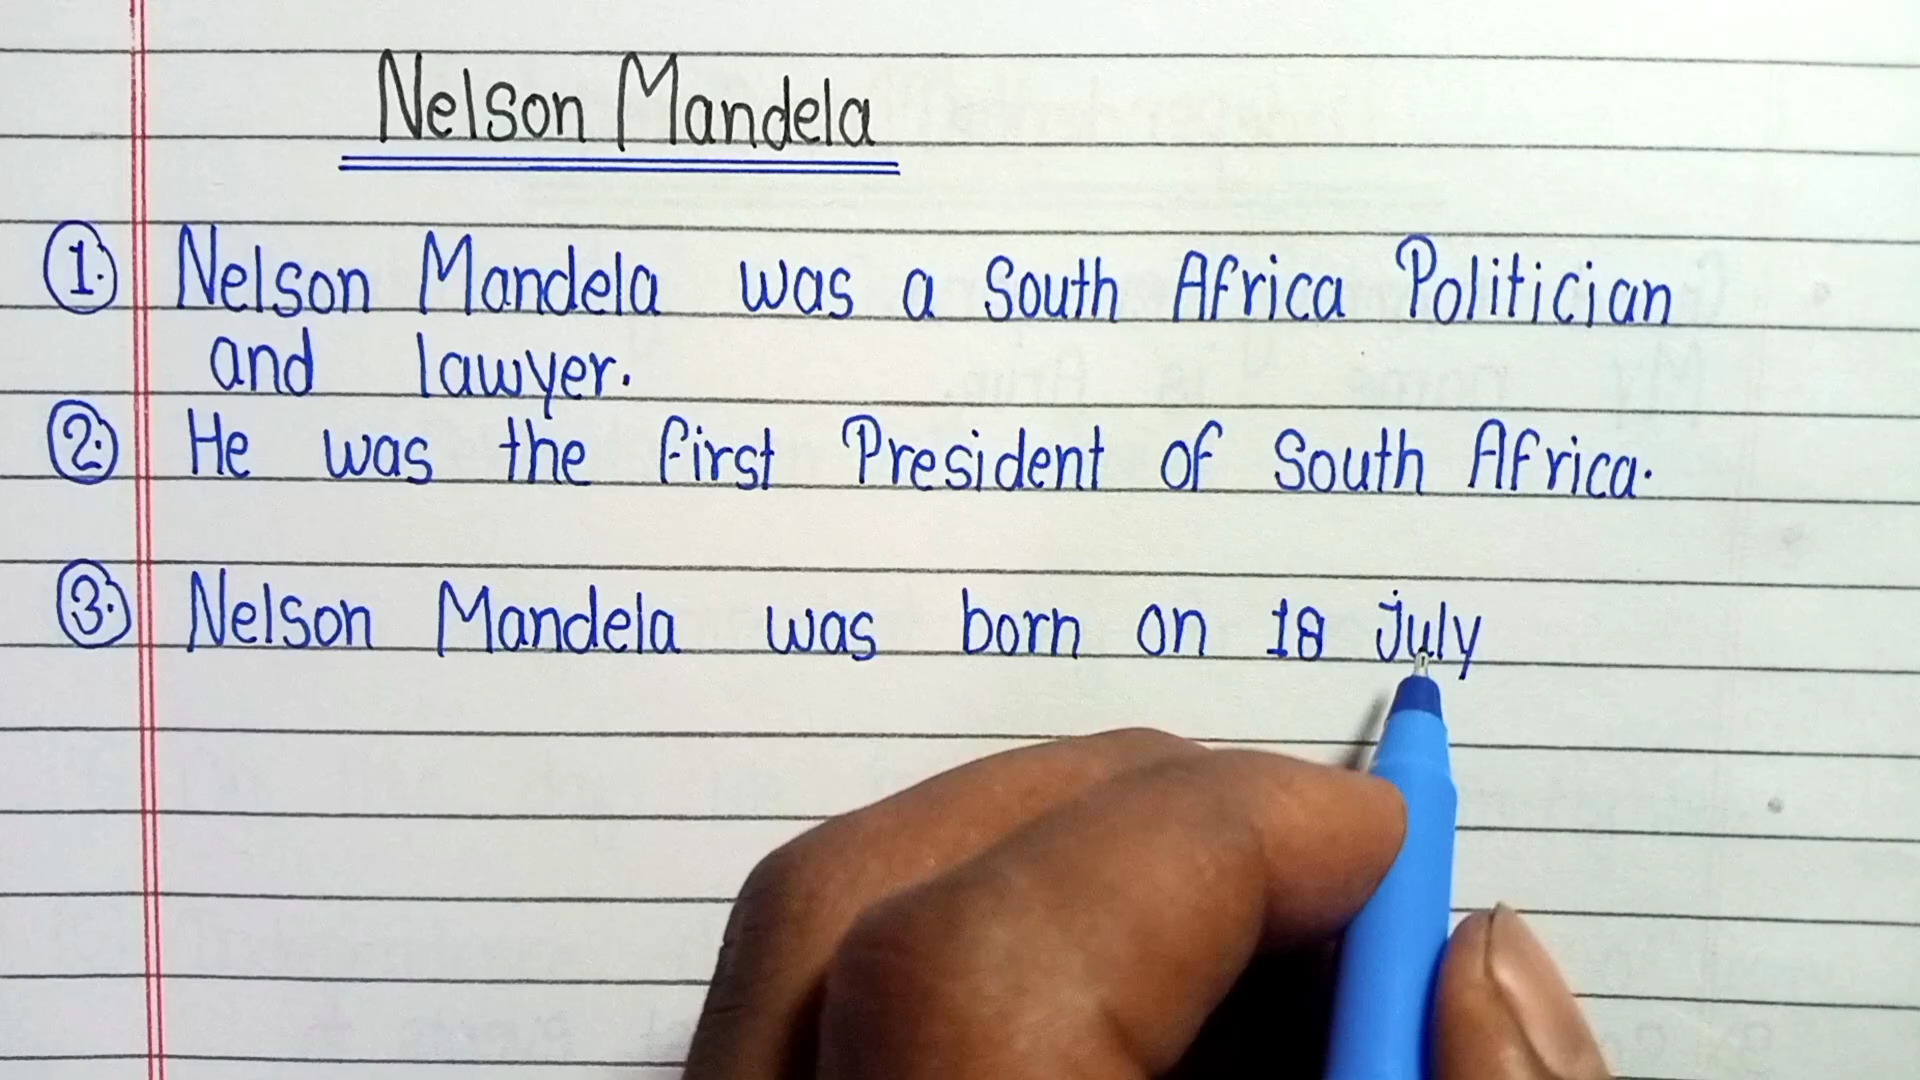 Nelson Mandela
1. Nelson Mandela was a South Africa Politician
and lawyer.
2. He was the first President of South Africa.
3. Nelson Mandela was born on 18 July